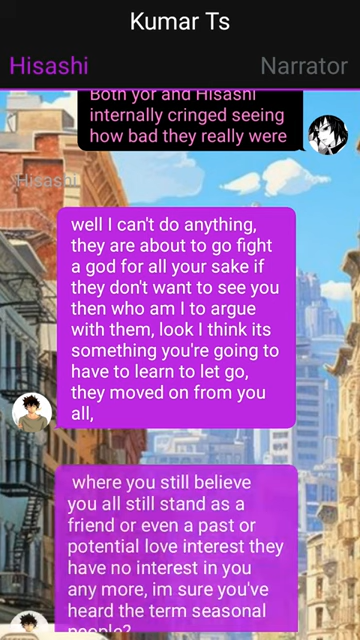 Kumar Ts
Hisashi
Narrator
Both yor and Hisashi
internally cringed seeing
how bad they really were
Hisashi
well I can't do anything,
they are about to go fight
a god for all your sake if
they don't want to see you
then who am I to argue
with them, look I think its
something you're going to
have to learn to let go,
they moved on from you
all,
where you still believe
you all still stand as a
friend or even a past or
potential love interest they
have no interest in you
any more, im sure you've
heard the term seasonal
people?